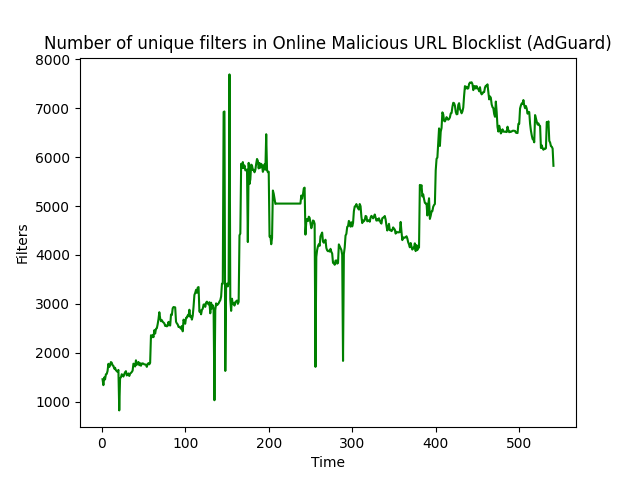 Number of unique filters in Online Malicious URL Blocklist (AdGuard)
8000
7000
6000
5000
4000
3000
2000
1000
Filters
0 100 200 300 400 500
Time